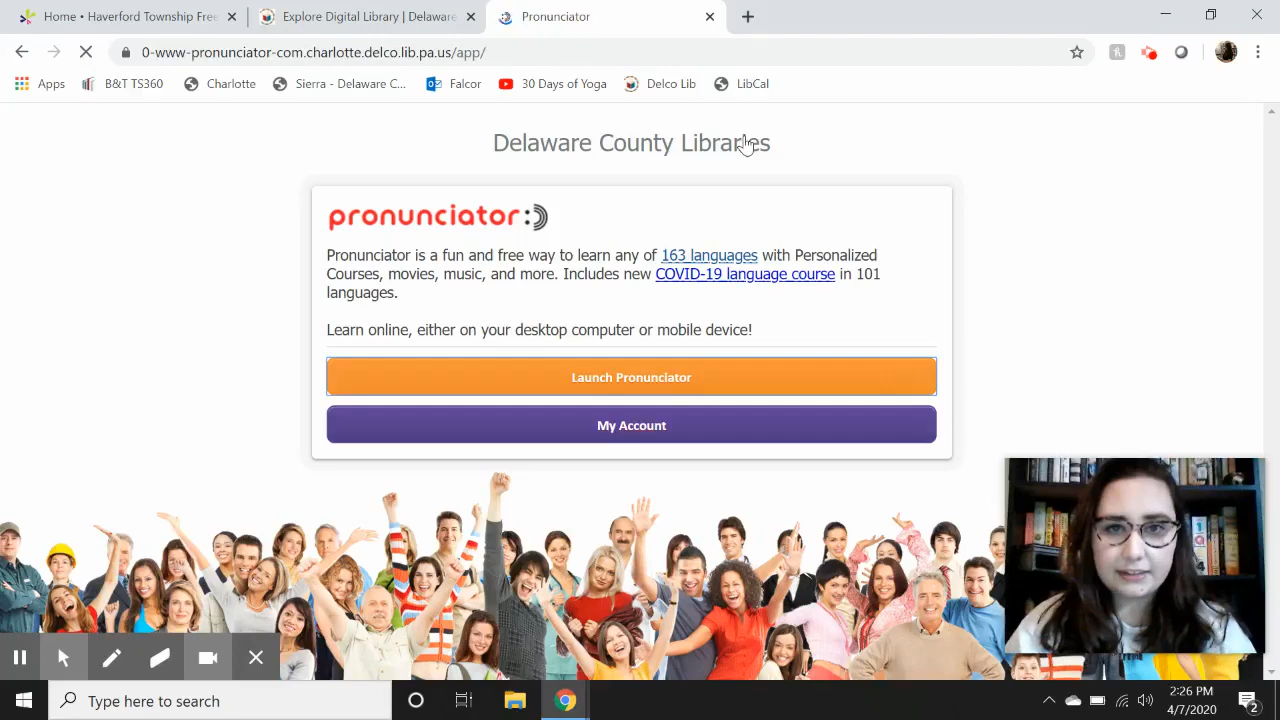 Home • Haverford Township Free
Explore Digital Library | Delaware
Pronunciator
0-www-pronunciator-com.charlotte.delco.lib.pa.us/app/
Apps
B&T TS360
Charlotte
Sierra - Delaware C...
Falcor
30 Days of Yoga
Delco Lib
LibCal
Delaware County Libraries
pronunciator:)
Pronunciator is a fun and free way to learn any of 163 languages with Personalized
Courses, movies, music, and more. Includes new COVID-19 language course in 101
languages.
Learn online, either on your desktop computer or mobile device!
Launch Pronunciator
My Account
Type here to search
2:26 PM
4/7/2020
2